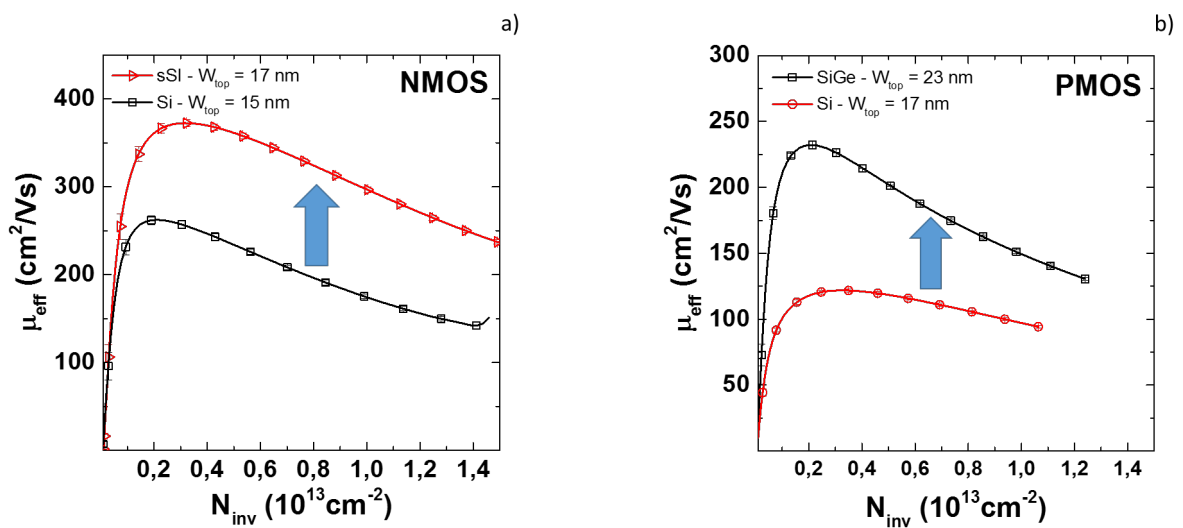 a)
NMOS
sSI - Wtop = 17 nm
Si - Wtop = 15 nm
400
300
200
100
μeff (cm2/Vs)
0,2 0,4 0,6 0,8 1,0 1,2 1,4
Ninv (1013cm-2)
b)
PMOS
SiGe - Wtop = 23 nm
Si - Wtop = 17 nm
300
250
200
150
100
50
μeff (cm2/Vs)
0,2 0,4 0,6 0,8 1,0 1,2 1,4
Ninv (1013cm-2)